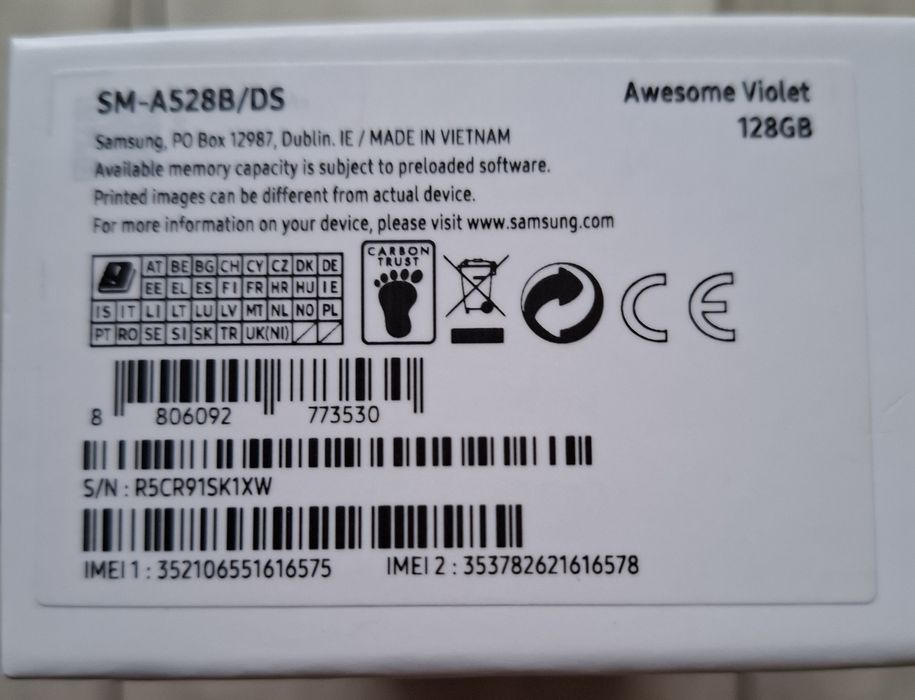 SM-A528B/DS
Awesome Violet
128GB
Samsung, PO Box 12987, Dublin. IE / MADE IN VIETNAM
Available memory capacity is subject to preloaded software.
Printed images can be different from actual device.
For more information on your device, please visit www.samsung.com
AT BE BG CH CY CZ DK DE
EE EL ES FI FR HR HU IE
IS IT LI LT LU LV MT NL NO PL
PT RO SE SI SK TR UK(NI)
CARBON
TRUST
CE
8 806092 773530
S/N : R5CR91SK1XW
IMEI 1 : 352106551616575 IMEI 2 : 353782621616578